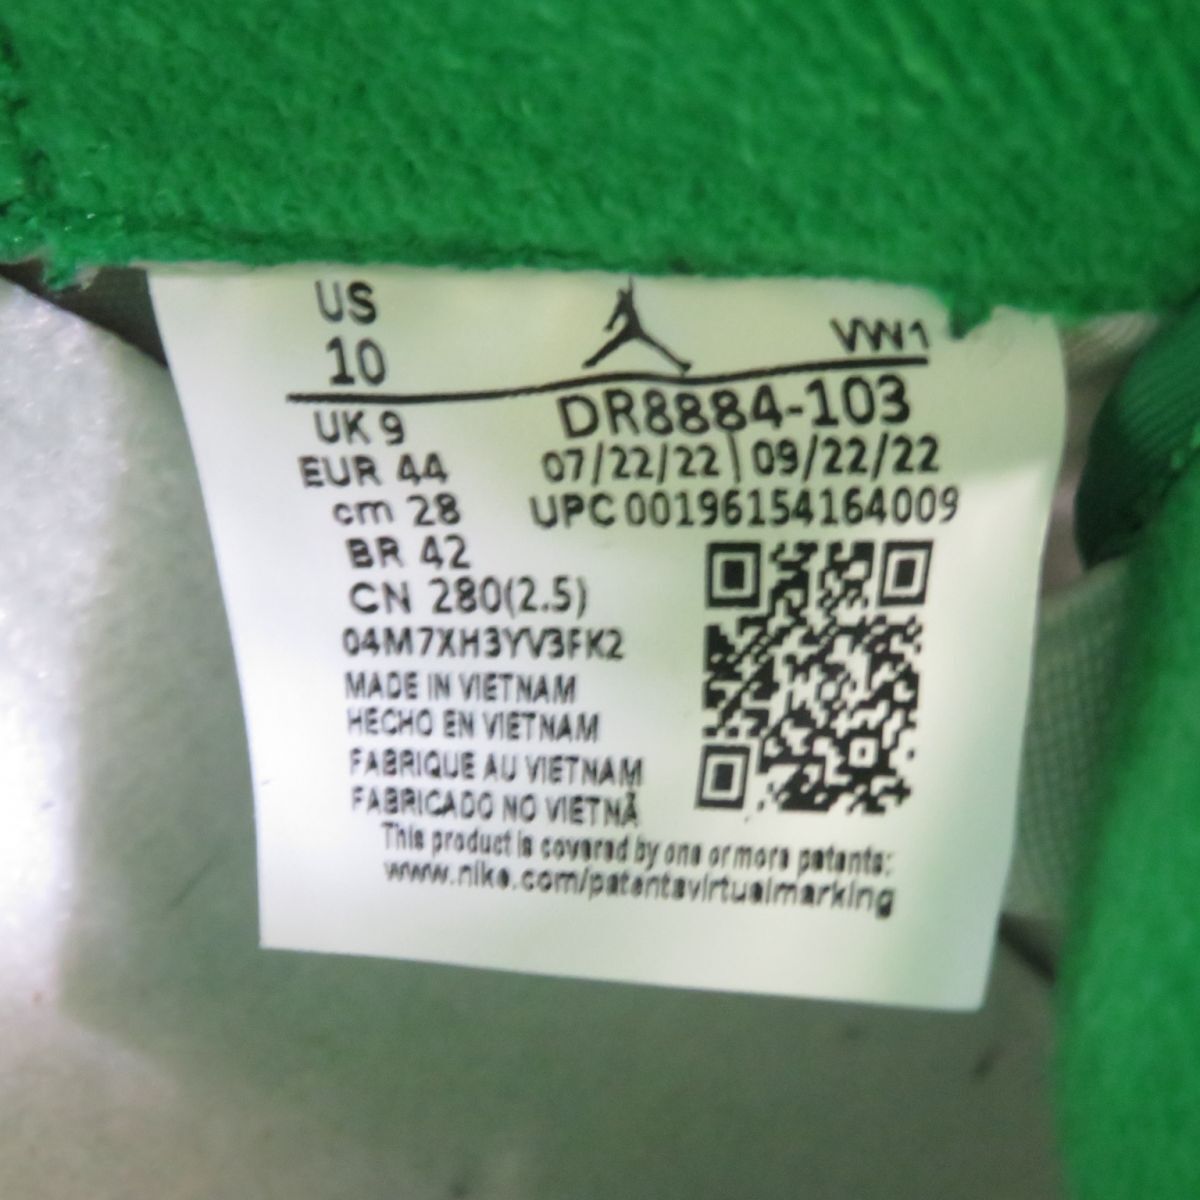 US
10
VW1
UK 9
DR8884-103
EUR 44
07/22/22 | 09/22/22
cm 28
UPC 00196154164009
BR 42
CN 280(2.5)
04M7XH3YV3FK2
MADE IN VIETNAM
HECHO EN VIETNAM
FABRIQUE AU VIETNAM
FABRICADO NO VIETNÃ
This product is covered by one or more patents:
www.nike.com/patentsvirtualmarking